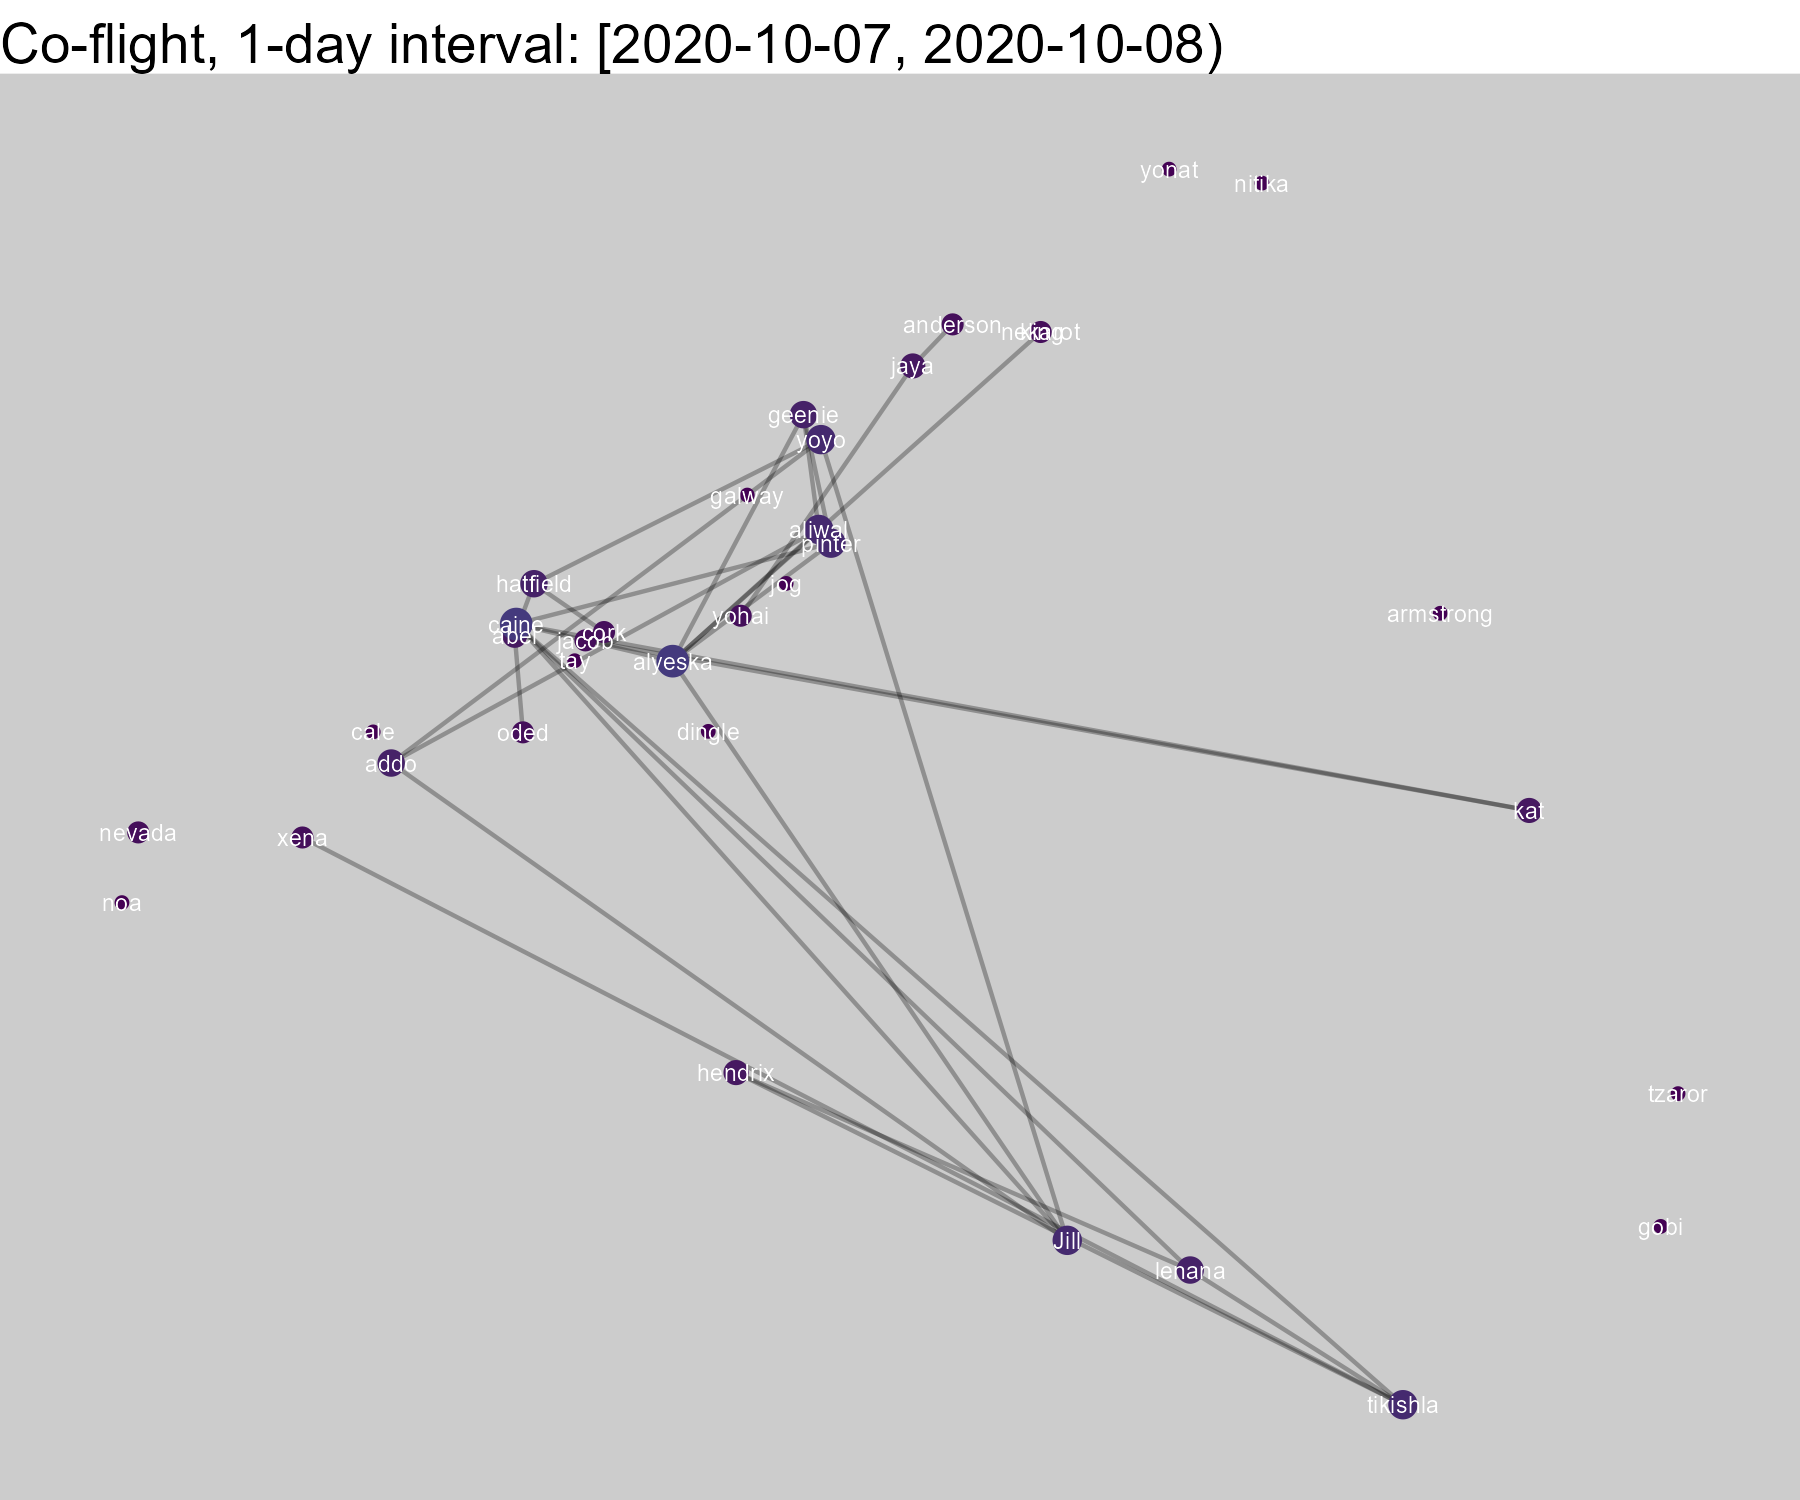 Co-flight, 1-day interval: [2020-10-07, 2020-10-08)
yonat
nitika
anderson
king
jaya
geenie
yoyo
galway
aliwal
pinter
hatfield
jog
yohai
armstrong
caine
abel
cork
jacob
tay
alyeska
cale
oded
dingle
addo
kat
nevada
xena
noa
hendrix
tzaror
gobi
Jill
lenana
tikishla